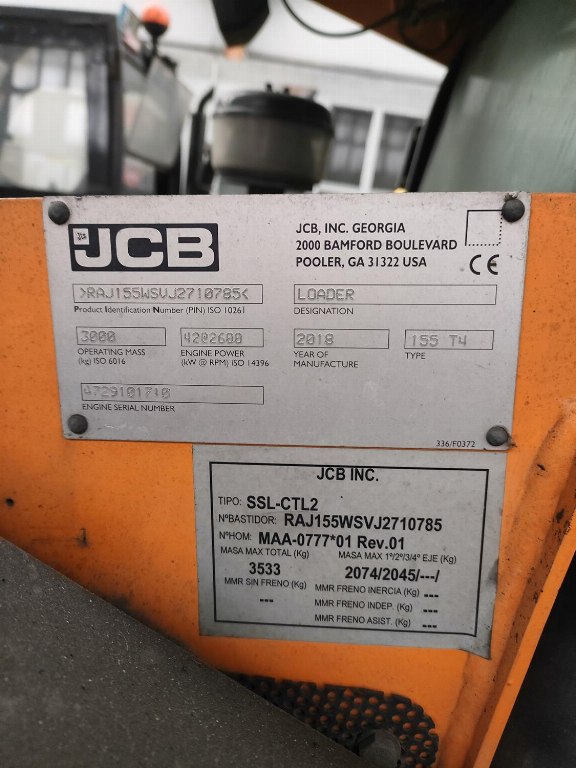 JCB
JCB, INC. GEORGIA
2000 BAMFORD BOULEVARD
POOLER, GA 31322 USA
CE
>RAJ155WSVJ2710785<
Product Identification Number (PIN) ISO 10261
LOADER
DESIGNATION
3000
OPERATING MASS
(kg) ISO 6016
4202600
ENGINE POWER
(kW @ RPM) ISO 14396
2018
YEAR OF
MANUFACTURE
155 T4
TYPE
ENGINE SERIAL NUMBER
336/F0372
JCB INC.
TIPO: SSL-CTL2
NºBASTIDOR: RAJ155WSVJ2710785
NºHOM: MAA-0777*01 Rev.01
MASA MAX TOTAL (Kg) MASA MAX 1º/2º/3/4º EJE (Kg)
3533 2074/2045/---/
MMR SIN FRENO (Kg) MMR FRENO INERCIA (Kg) ---
--- MMR FRENO INDEP. (Kg) ---
MMR FRENO ASIST. (Kg) ---